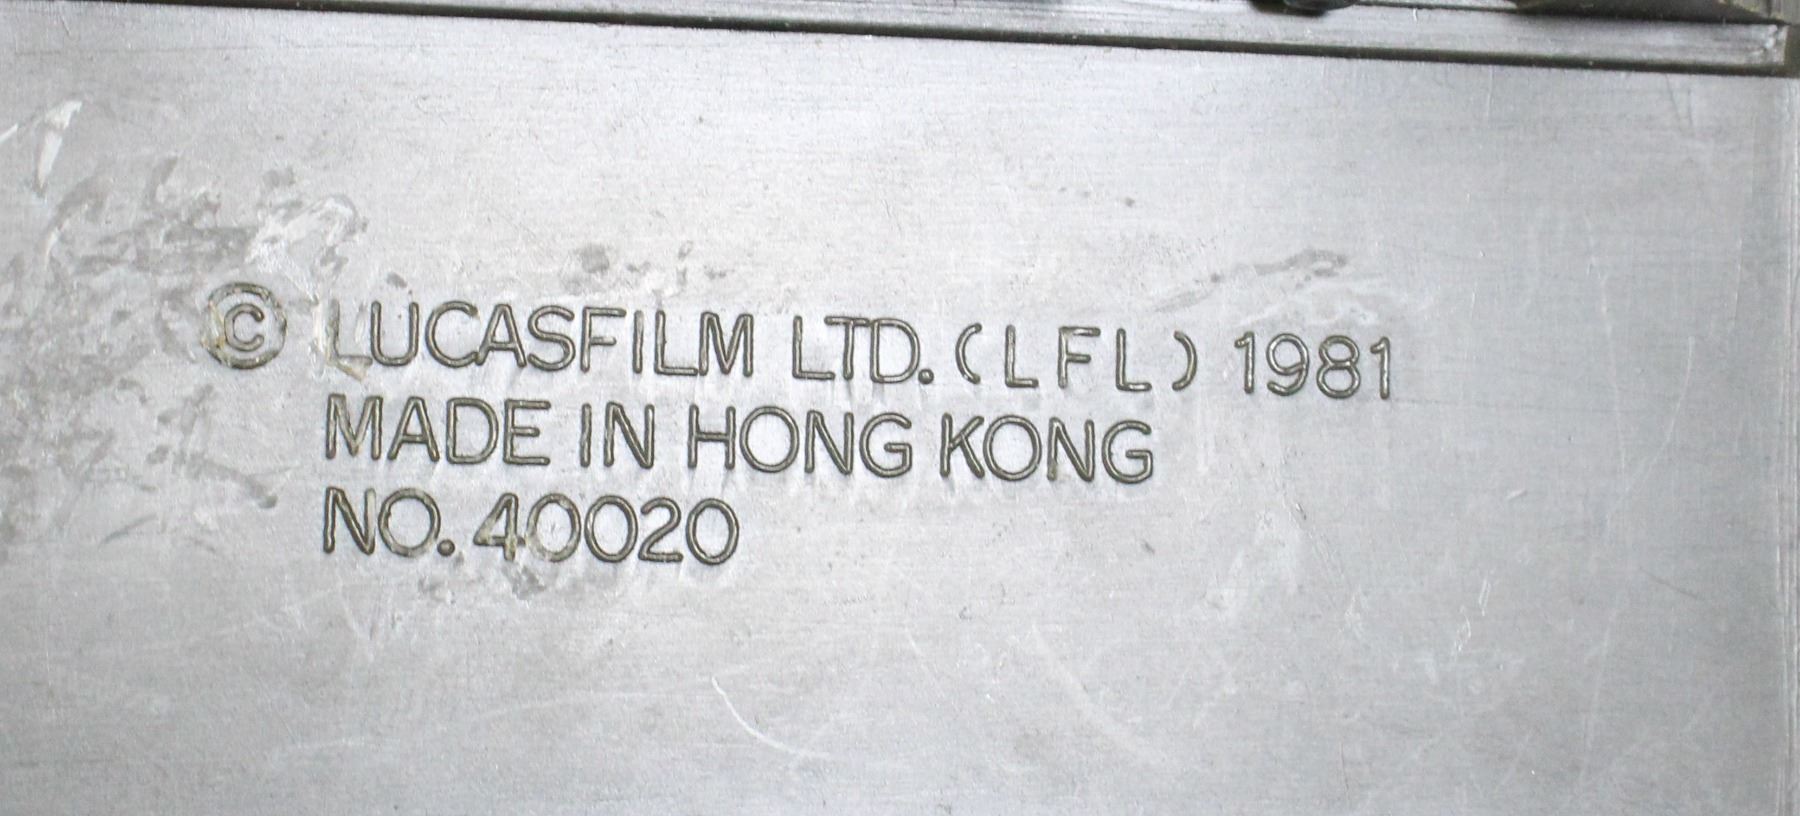 © LUCASFILM LTD. (LFL) 1981
MADE IN HONG KONG
NO. 40020